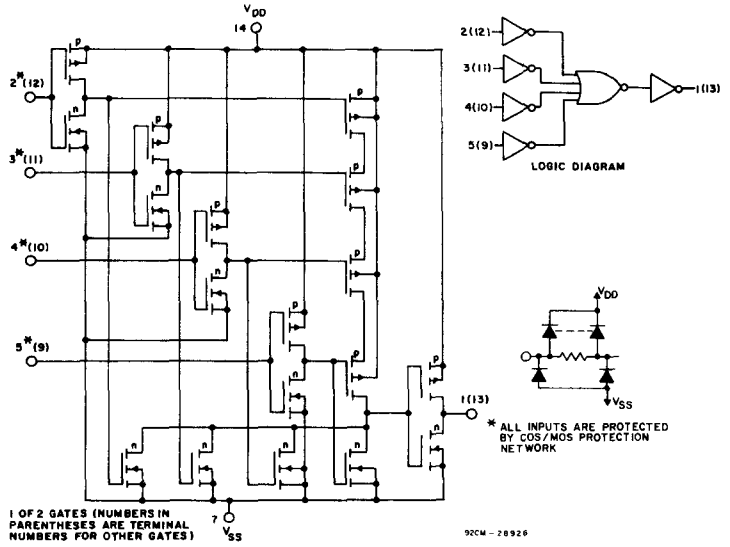 V_DD
14
2(12)
3(11)
4(10)
5(9)
1(13)
LOGIC DIAGRAM
p
2*(12)
n
p
3*(11)
n
p
4*(10)
n
p
5*(9)
n
p
p
p
p
p
1(13)
n
n
n
n
n
V_DD
V_SS
* ALL INPUTS ARE PROTECTED
BY COS/MOS PROTECTION
NETWORK
1 OF 2 GATES (NUMBERS IN
PARENTHESES ARE TERMINAL
NUMBERS FOR OTHER GATES)
7
V_SS
92CM-28926